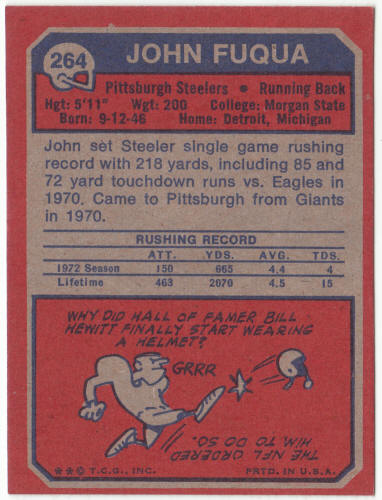 264 JOHN FUQUA
Pittsburgh Steelers • Running Back
Hgt: 5'11" Wgt: 200 College: Morgan State
Born: 9-12-46 Home: Detroit, Michigan
John set Steeler single game rushing
record with 218 yards, including 85 and
72 yard touchdown runs vs. Eagles in
1970. Came to Pittsburgh from Giants
in 1970.
RUSHING RECORD
ATT. YDS. AVG. TDS.
1972 Season 150 665 4.4 4
Lifetime 463 2070 4.5 15
WHY DID HALL OF FAMER BILL
HEWITT FINALLY START WEARING
A HELMET?
GRRR
THE NFL ORDERED
HIM TO DO SO.
** © T.C.G., INC. PRTD. IN U.S.A.